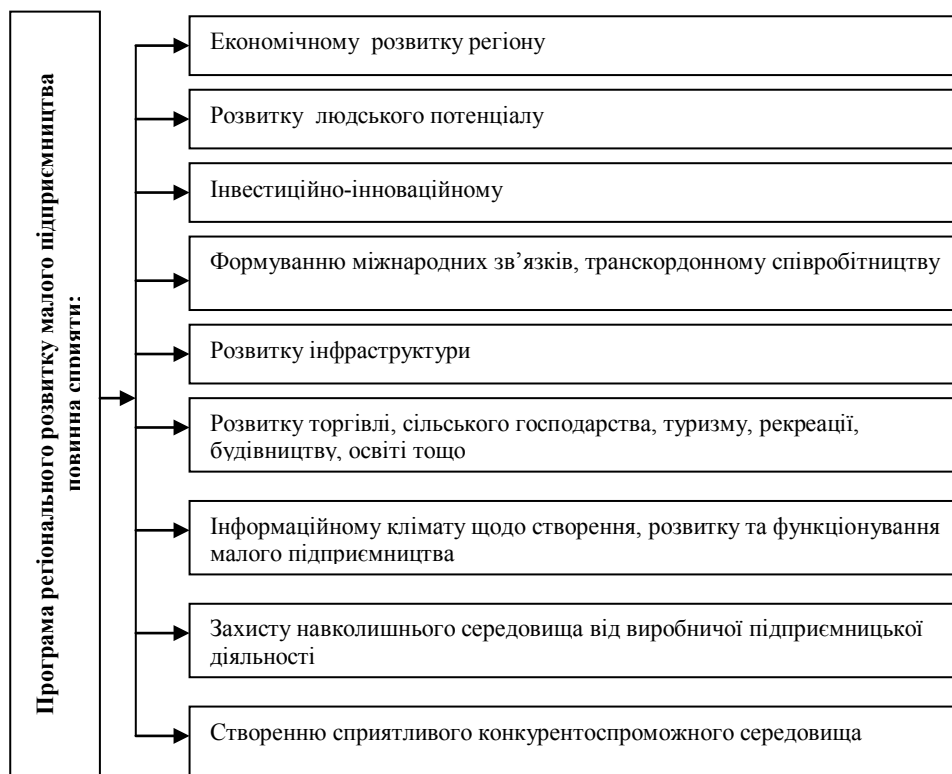 Програма регіонального розвитку малого підприємництва
повинна сприяти:
Економічному розвитку регіону
Розвитку людського потенціалу
Інвестиційно-інноваційному
Формуванню міжнародних зв’язків, транскордонному співробітництву
Розвитку інфраструктури
Розвитку торгівлі, сільського господарства, туризму, рекреації,
будівництву, освіті тощо
Інформаційному клімату щодо створення, розвитку та функціонування
малого підприємництва
Захисту навколишнього середовища від виробничої підприємницької
діяльності
Створенню сприятливого конкурентоспроможного середовища